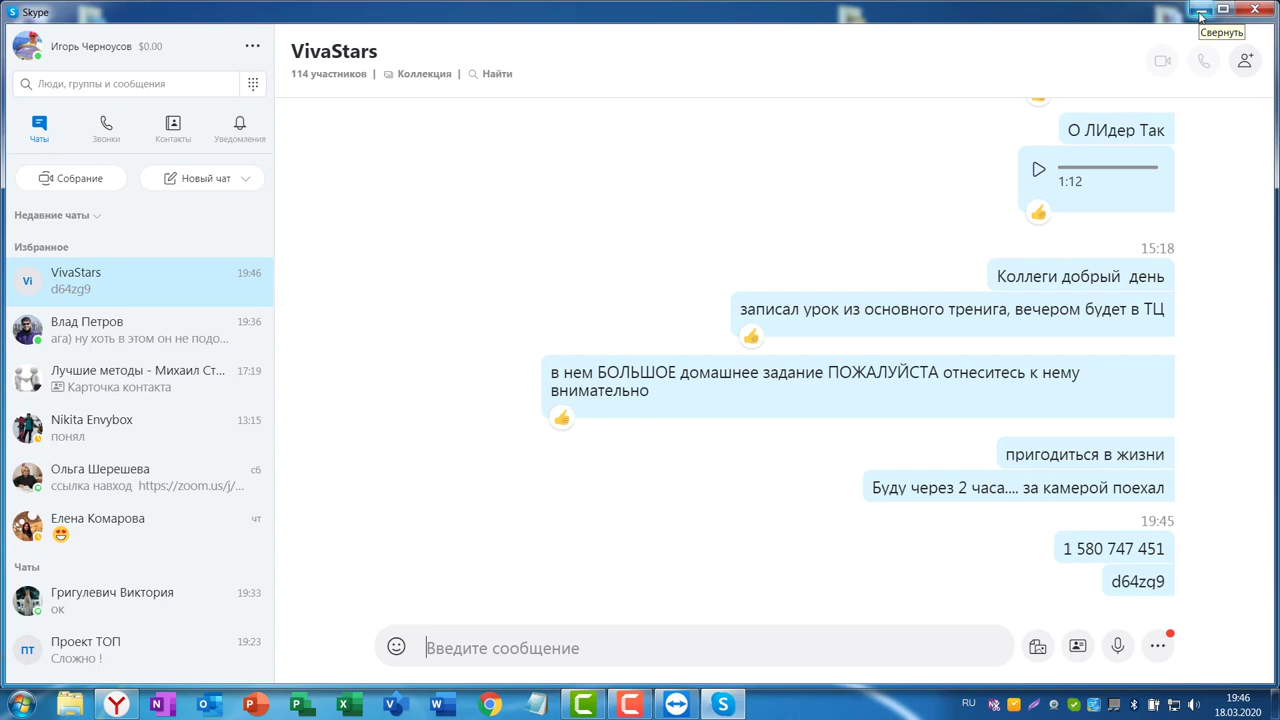 Skype
Свернуть
Игорь Черноусов $0.00
Люди, группы и сообщения
Чаты
Звонки
Контакты
Уведомления
Собрание
Новый чат
Недавние чаты
Избранное
Vi
VivaStars 19:46
d64zg9
Влад Петров 19:36
ага) ну хоть в этом он не подо...
Лучшие методы - Михаил Ст... 17:19
Карточка контакта
Nikita Envybox 13:15
понял
Ольга Шерешева сб
ссылка навход https://zoom.us/j/...
Елена Комарова чт
Чаты
Григулевич Виктория 19:33
ок
ПТ
Проект ТОП 19:23
Сложно !
VivaStars
114 участников | Коллекция | Найти
О ЛИдер Так
1:12
15:18
Коллеги добрый день
записал урок из основного тренига, вечером будет в ТЦ
в нем БОЛЬШОЕ домашнее задание ПОЖАЛУЙСТА отнеситесь к нему
внимательно
пригодиться в жизни
Буду через 2 часа.... за камерой поехал
19:45
1 580 747 451
d64zg9
Введите сообщение
RU
19:46
18.03.2020